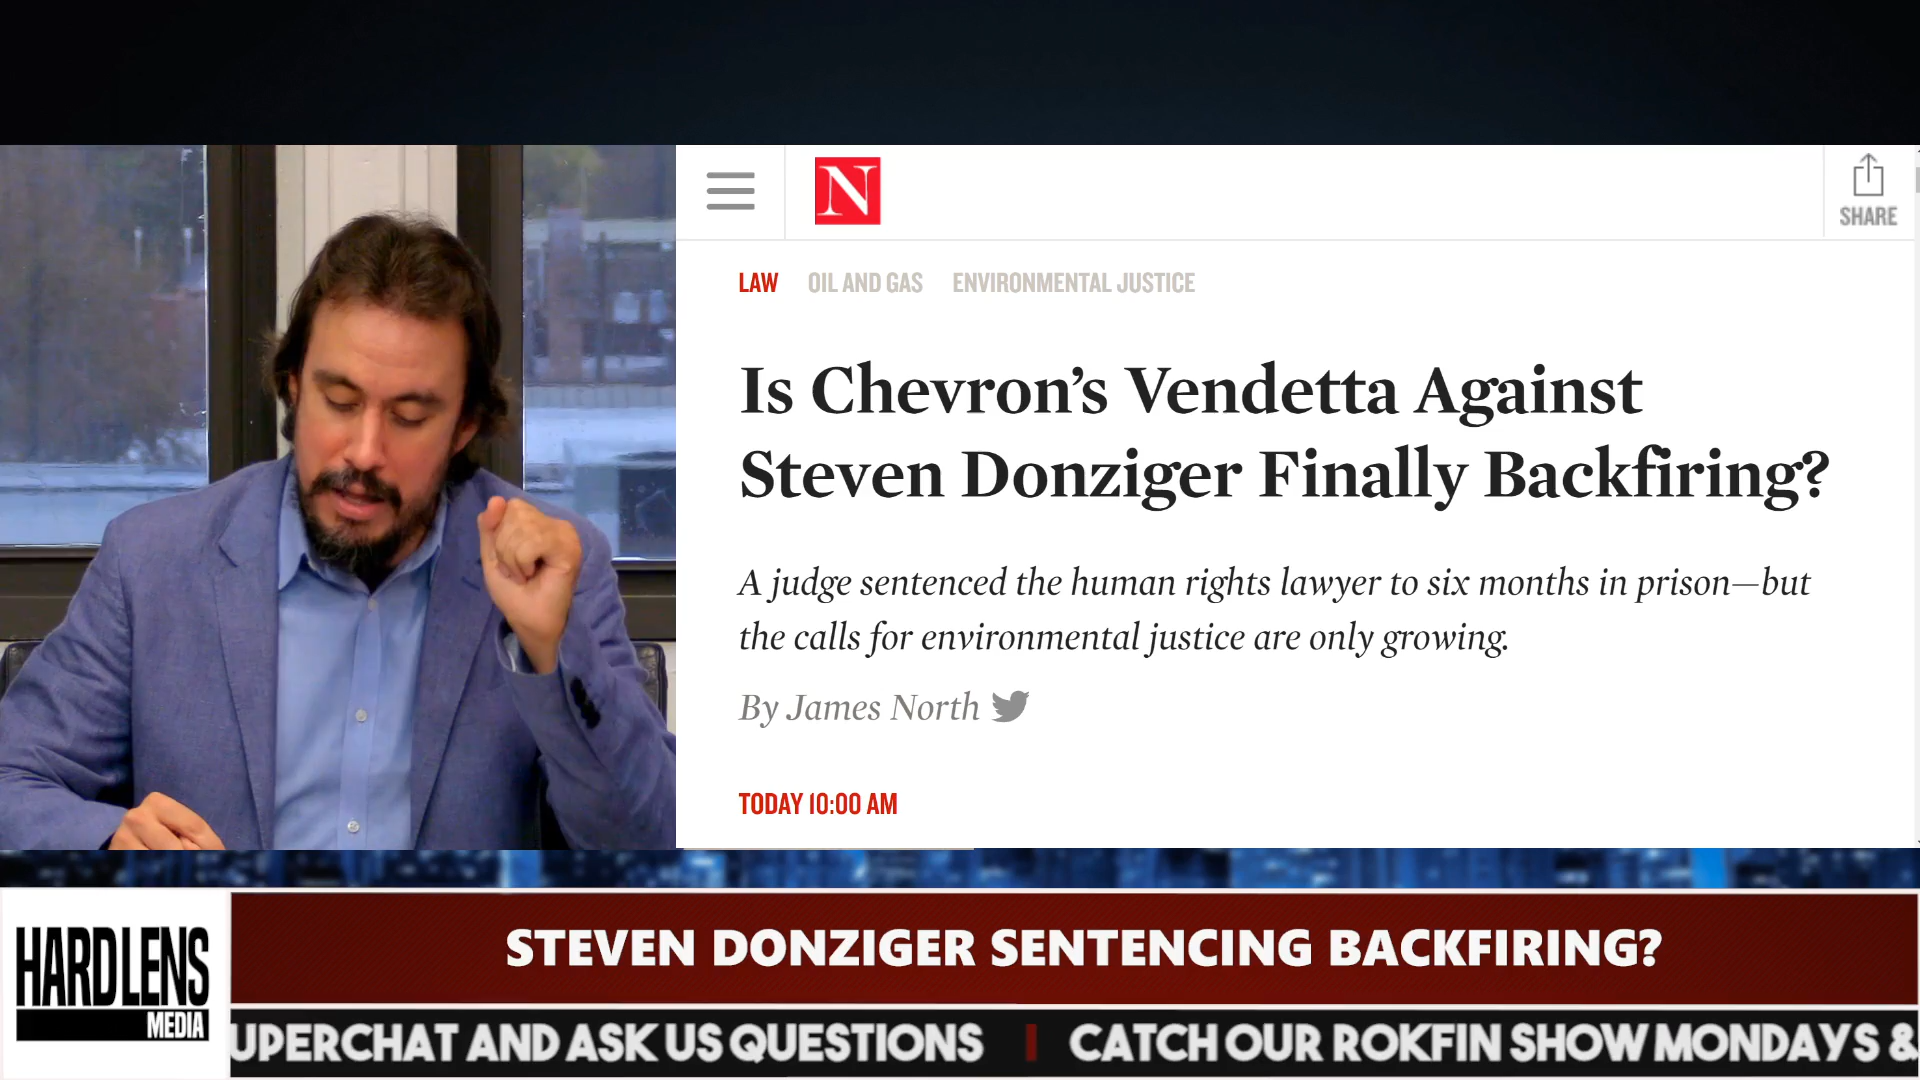 N
SHARE
LAW OIL AND GAS ENVIRONMENTAL JUSTICE
Is Chevron’s Vendetta Against
Steven Donziger Finally Backfiring?
A judge sentenced the human rights lawyer to six months in prison—but
the calls for environmental justice are only growing.
By James North
TODAY 10:00 AM
HARD LENS
MEDIA
STEVEN DONZIGER SENTENCING BACKFIRING?
UPERCHAT AND ASK US QUESTIONS | CATCH OUR ROKFIN SHOW MONDAYS &